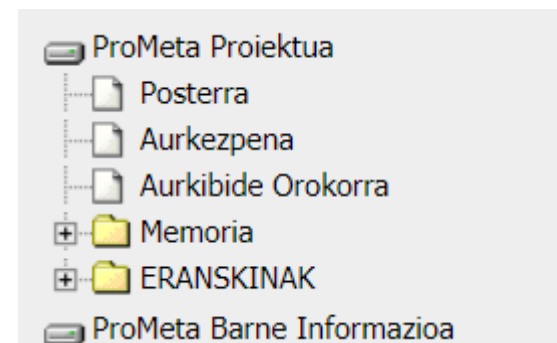 ProMeta Proiektua
Posterra
Aurkezpena
Aurkibide Orokorra
Memoria
ERANSKINAK
ProMeta Barne Informazioa